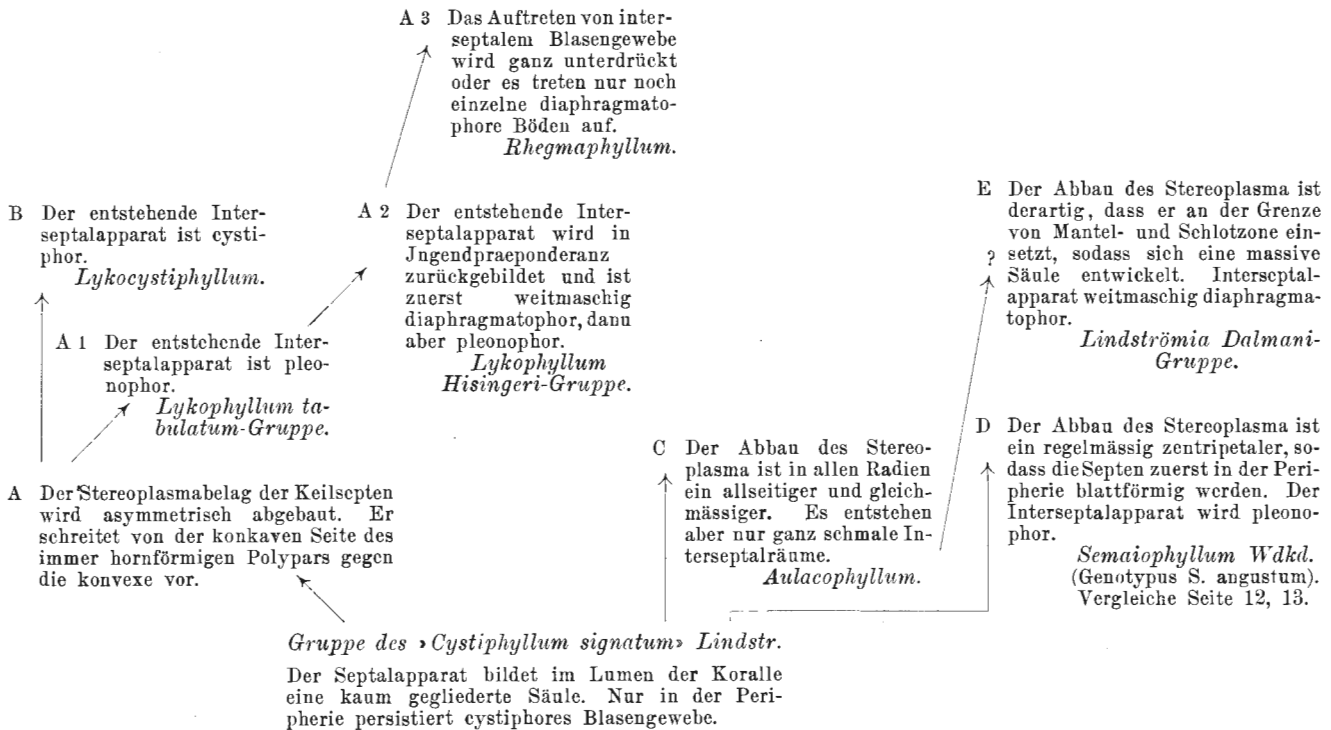 A 3 Das Auftreten von inter-
septalem Blasengewebe
wird ganz unterdrückt
oder es treten nur noch
einzelne diaphragmato-
phore Böden auf.
Rhegmaphyllum.
B Der entstehende Inter-
septalapparat ist cysti-
phor.
Lykocystiphyllum.
A 2 Der entstehende Inter-
septalapparat wird in
Jugendpraeponderanz
zurückgebildet und ist
zuerst weitmaschig
diaphragmatophor, dann
aber pleonophor.
Lykophyllum
Hisingeri-Gruppe.
E Der Abbau des Stereoplasma ist
derartig, dass er an der Grenze
von Mantel- und Schlotzone ein-
? setzt, sodass sich eine massive
Säule entwickelt. Interseptal-
apparat weitmaschig diaphragma-
tophor.
Lindströmia Dalmani-
Gruppe.
A 1 Der entstehende Inter-
septalapparat ist pleo-
nophor.
Lykophyllum ta-
bulatum-Gruppe.
C Der Abbau des Stereo-
plasma ist in allen Radien
ein allseitiger und gleich-
mässiger. Es entstehen
aber nur ganz schmale In-
terseptalräume.
Aulacophyllum.
D Der Abbau des Stereoplasma ist
ein regelmässig zentripetaler, so-
dass die Septen zuerst in der Peri-
pherie blattförmig werden. Der
Interseptalapparat wird pleono-
phor.
Semaiophyllum Wdkd.
(Genotypus S. angustum).
Vergleiche Seite 12, 13.
A Der Stereoplasmabelag der Keilsepten
wird asymmetrisch abgebaut. Er
schreitet von der konkaven Seite des
immer hornförmigen Polypars gegen
die konvexe vor.
Gruppe des »Cystiphyllum signatum» Lindstr.
Der Septalapparat bildet im Lumen der Koralle
eine kaum gegliederte Säule. Nur in der Peri-
pherie persistiert cystiphores Blasengewebe.